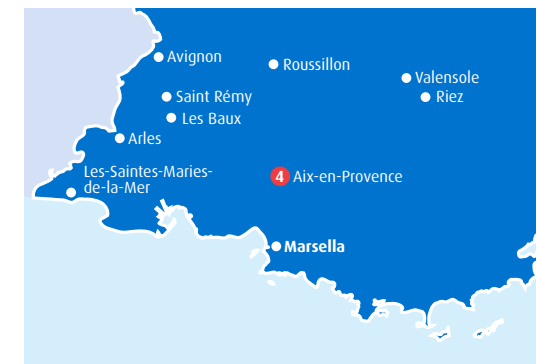 Avignon
Roussillon
Valensole
Saint Rémy
Riez
Les Baux
Arles
Les-Saintes-Maries-
de-la-Mer
4 Aix-en-Provence
Marsella